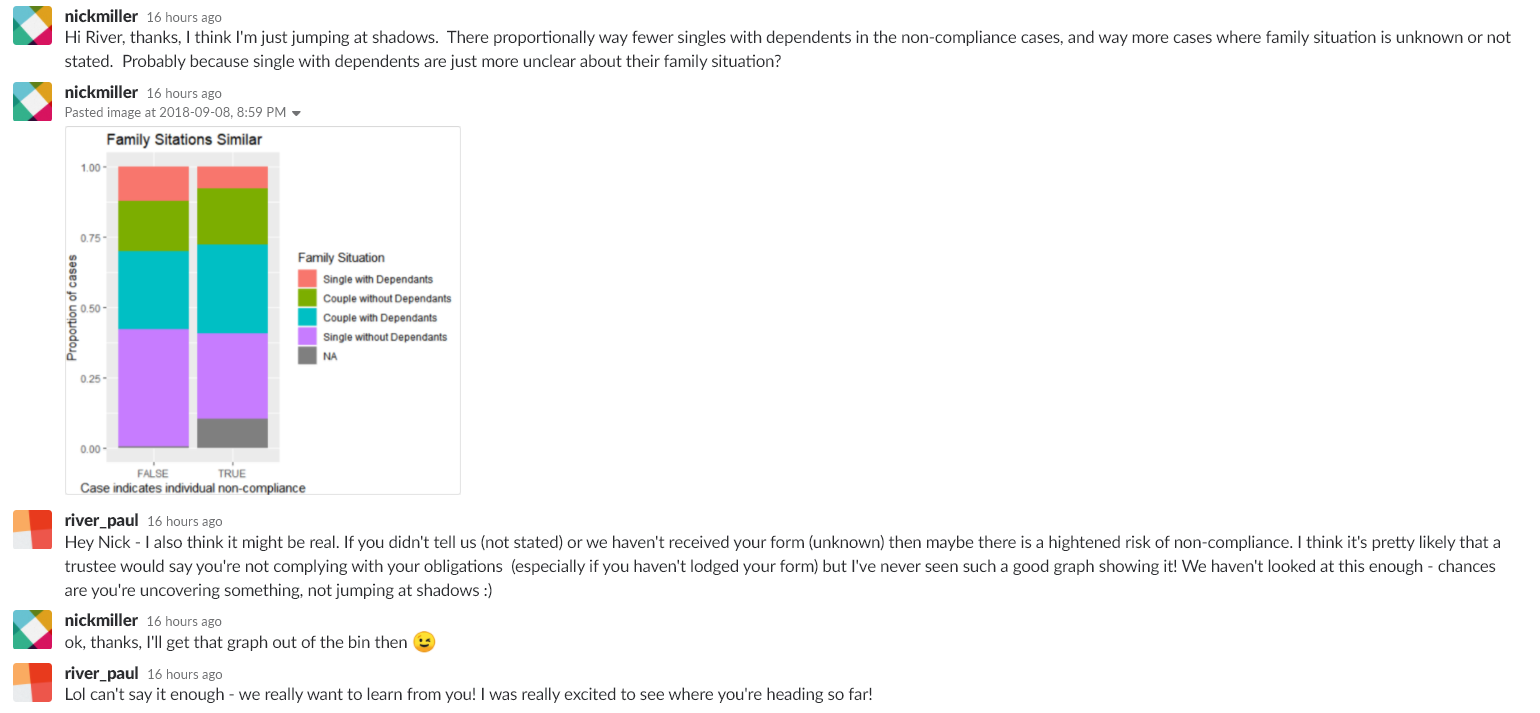 nickmiller 16 hours ago
Hi River, thanks, I think I'm just jumping at shadows. There proportionally way fewer singles with dependents in the non-compliance cases, and way more cases where family situation is unknown or not
stated. Probably because single with dependents are just more unclear about their family situation?
nickmiller 16 hours ago
Pasted image at 2018-09-08, 8:59 PM
Family Sitations Similar
1.00
0.75
0.50
0.25
0.00
Proportion of cases
FALSE TRUE
Case indicates individual non-compliance
Family Situation
Single with Dependants
Couple without Dependants
Couple with Dependants
Single without Dependants
NA
river_paul 16 hours ago
Hey Nick - I also think it might be real. If you didn't tell us (not stated) or we haven't received your form (unknown) then maybe there is a hightened risk of non-compliance. I think it's pretty likely that a
trustee would say you're not complying with your obligations (especially if you haven't lodged your form) but I've never seen such a good graph showing it! We haven't looked at this enough - chances
are you're uncovering something, not jumping at shadows :)
nickmiller 16 hours ago
ok, thanks, I'll get that graph out of the bin then 😉
river_paul 16 hours ago
Lol can't say it enough - we really want to learn from you! I was really excited to see where you're heading so far!